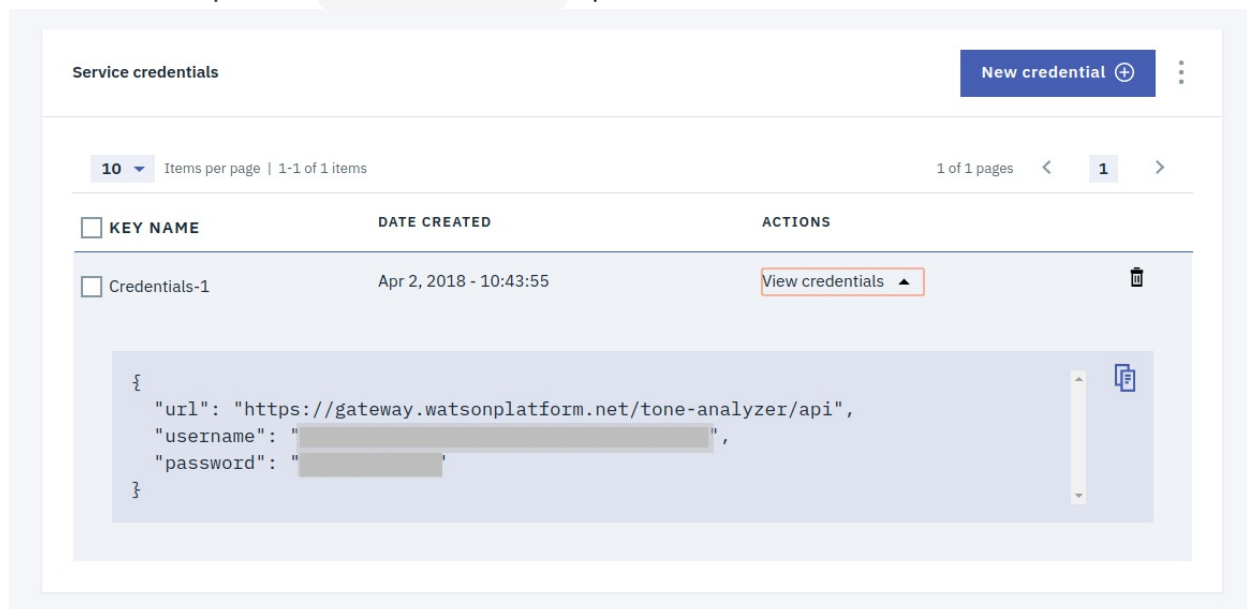 Service credentials
New credential
10 Items per page | 1-1 of 1 items
1 of 1 pages < 1 >
KEY NAME DATE CREATED ACTIONS
Credentials-1 Apr 2, 2018 - 10:43:55 View credentials
{
"url": "https://gateway.watsonplatform.net/tone-analyzer/api",
"username": "",
"password": "
}